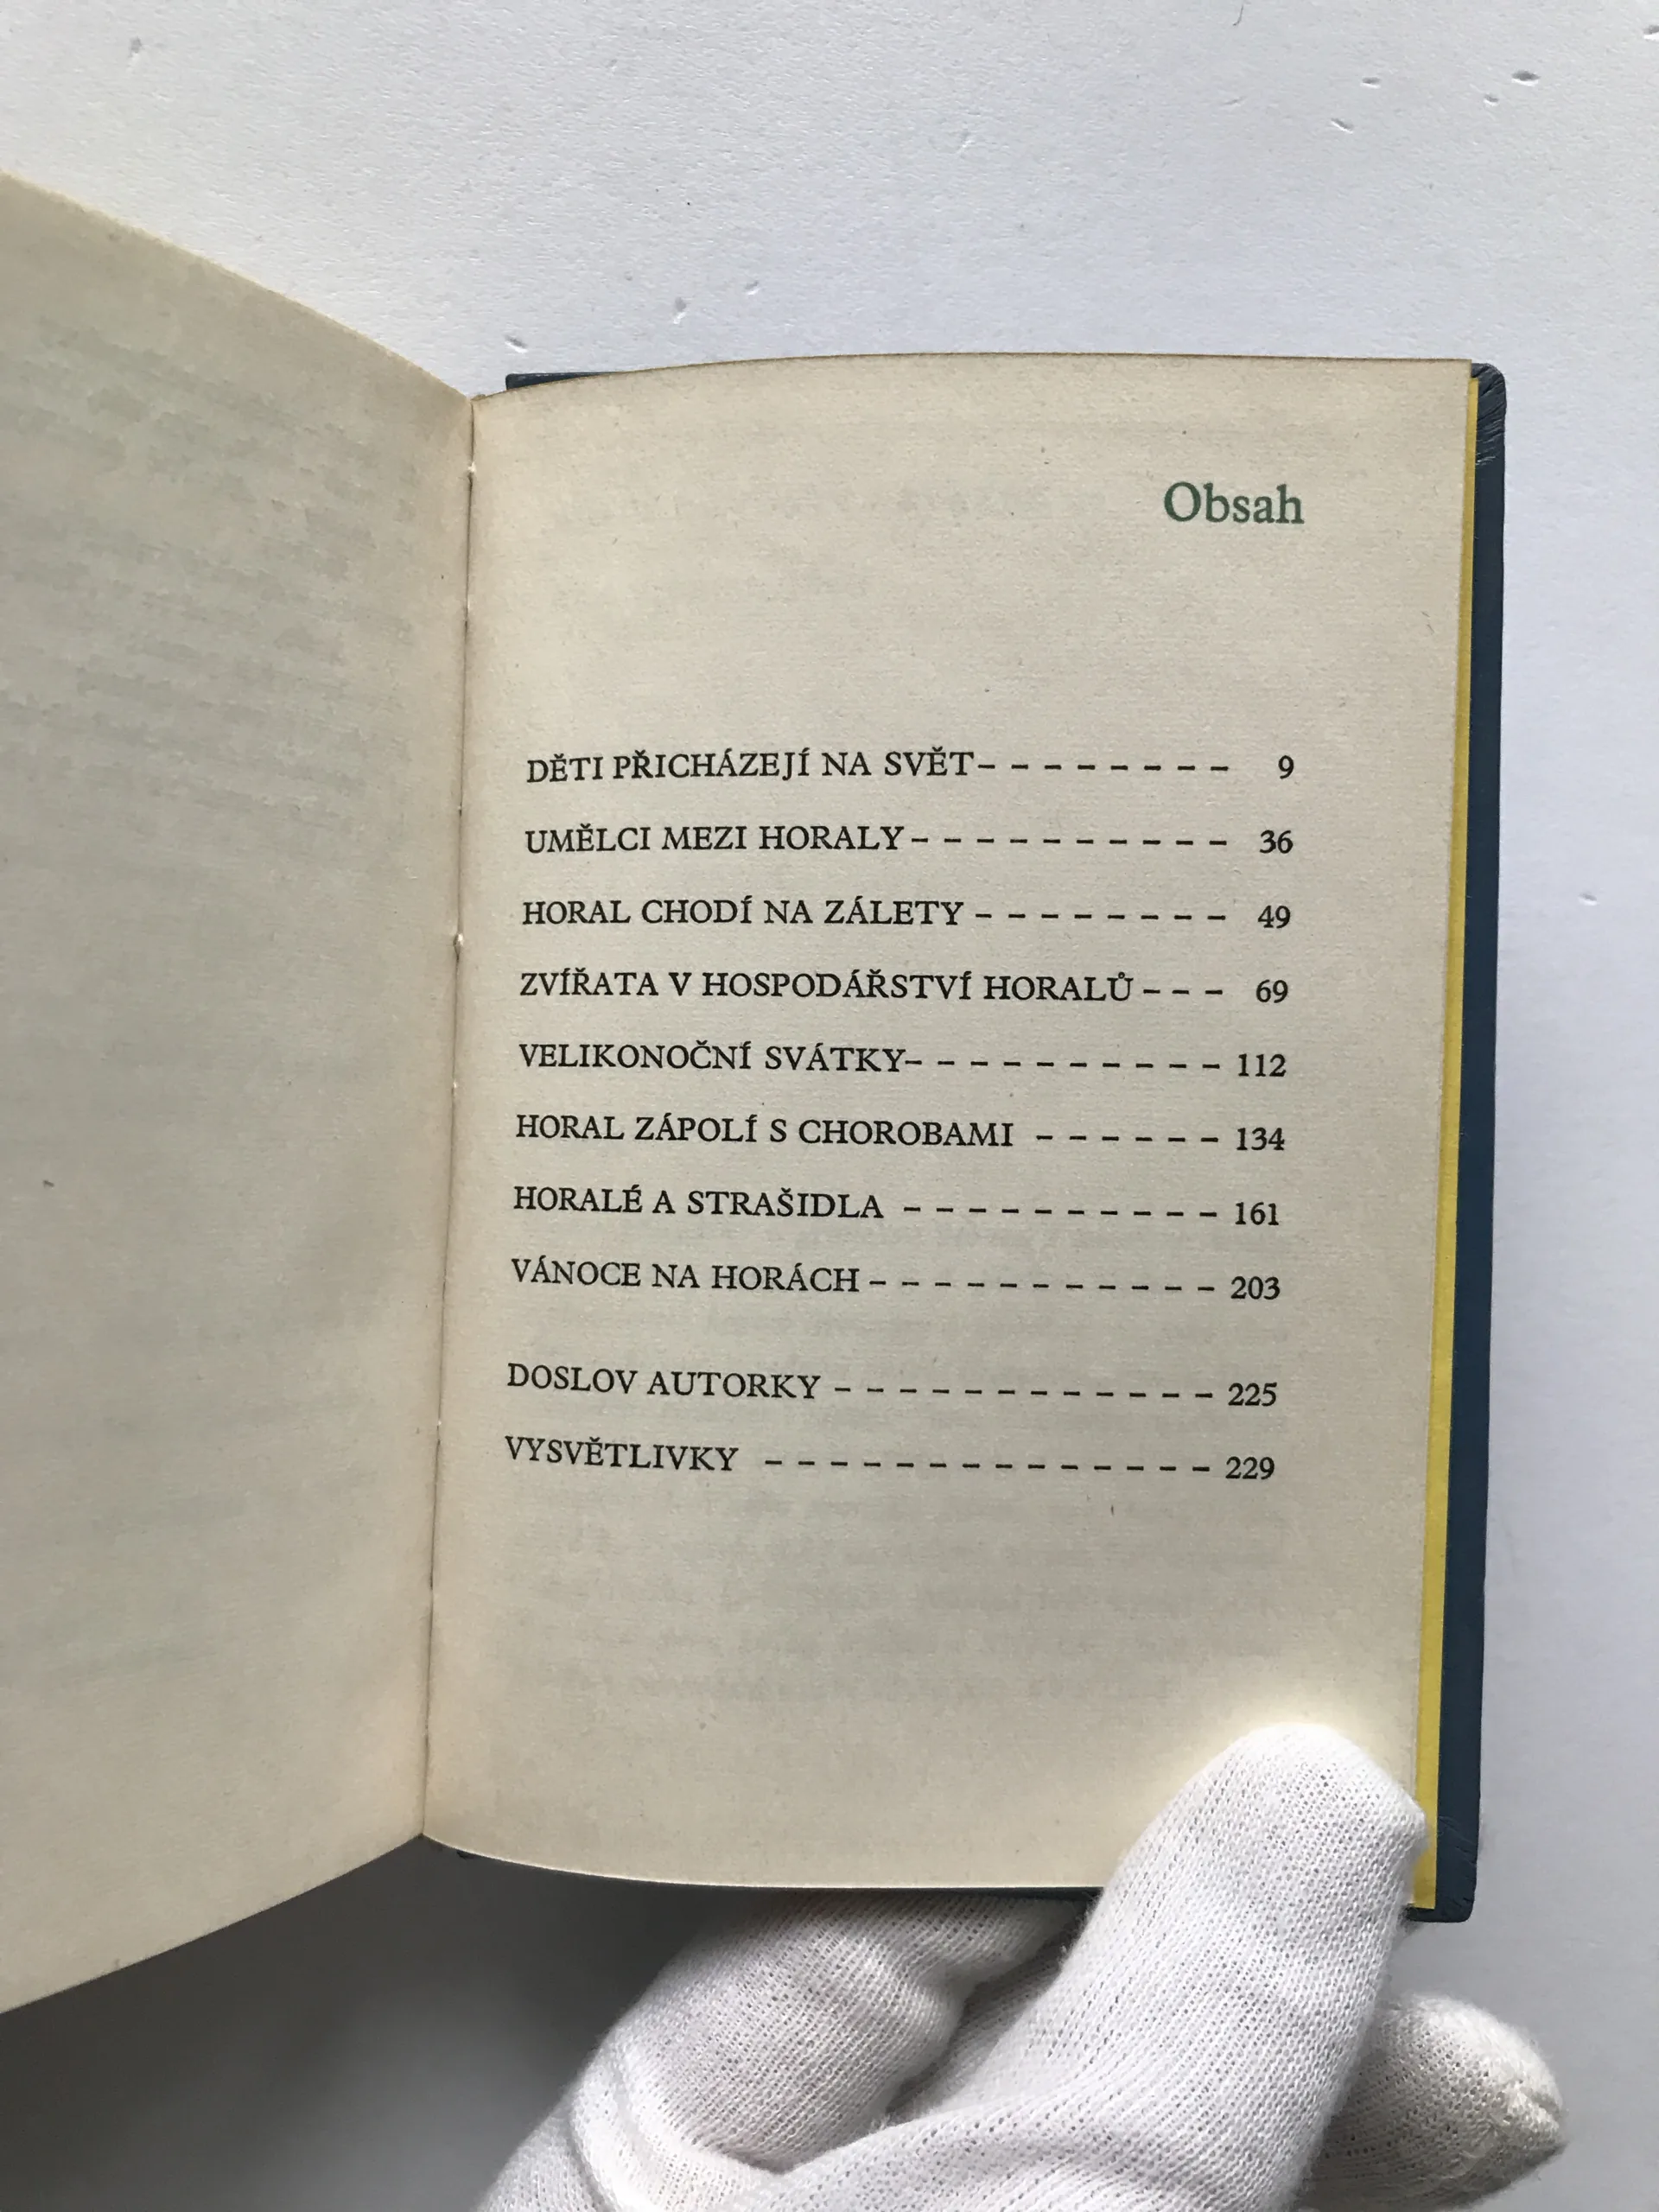 Obsah
DĚTI PŘICHÁZEJÍ NA SVĚT- - - - - - - - 9
UMĚLCI MEZI HORALY- - - - - - - - - - 36
HORAL CHODÍ NA ZÁLETY - - - - - - - - 49
ZVÍŘATA V HOSPODÁŘSTVÍ HORALŮ- - - 69
VELIKONOČNÍ SVÁTKY- - - - - - - - - - 112
HORAL ZÁPOLÍ S CHOROBAMI - - - - - - 134
HORALÉ A STRAŠIDLA - - - - - - - - - - 161
VÁNOCE NA HORÁCH - - - - - - - - - - - 203
DOSLOV AUTORKY - - - - - - - - - - - - 225
VYSVĚTLIVKY - - - - - - - - - - - - - - 229